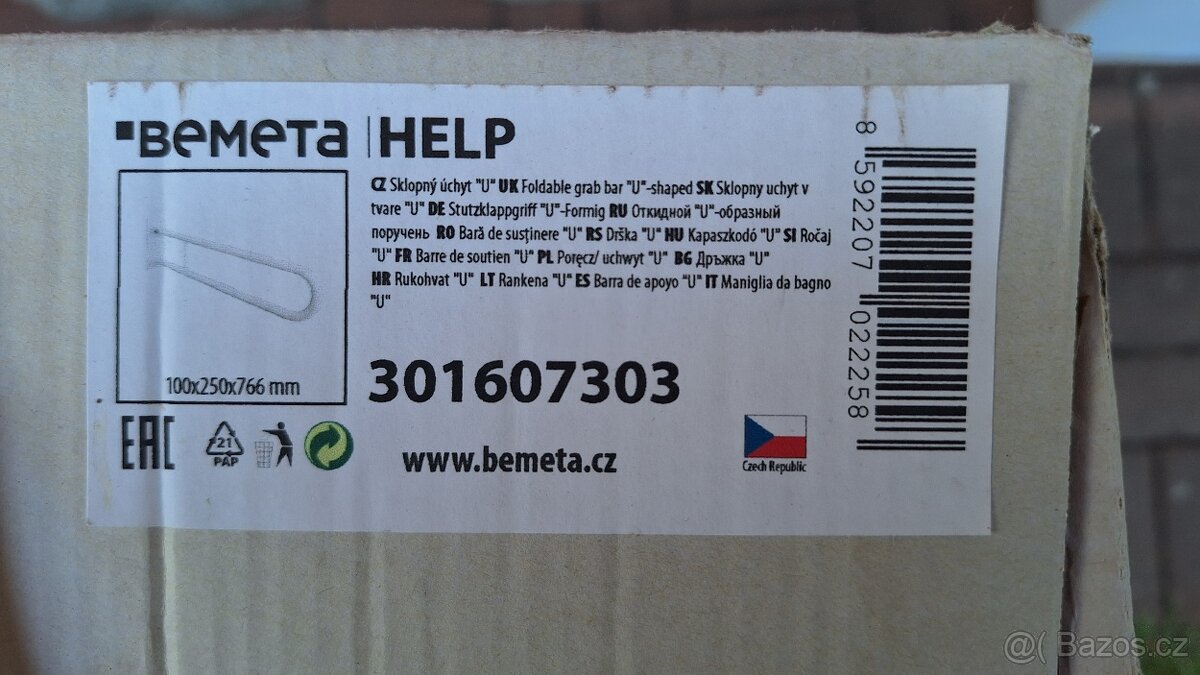 BEMETA | HELP
CZ Sklopný úchyt "U" UK Foldable grab bar "U"-shaped SK Sklopny uchyt v
tvare "U" DE Stutzklappgriff "U"-Formig RU Откидной "U"-образный
поручень RO Bară de susținere "U" RS Drška "U" HU Kapaszkodó "U" SI Ročaj
"U" FR Barre de soutien "U" PL Poręcz/ uchwyt "U" BG Дръжка "U"
HR Rukohvat "U" LT Rankena "U" ES Barra de apoyo "U" IT Maniglia da bagno
"U"
100x250x766 mm
301607303
EAC
21
PAP
www.bemeta.cz
Czech Republic
8 592207 022258
@( Bazos.cz